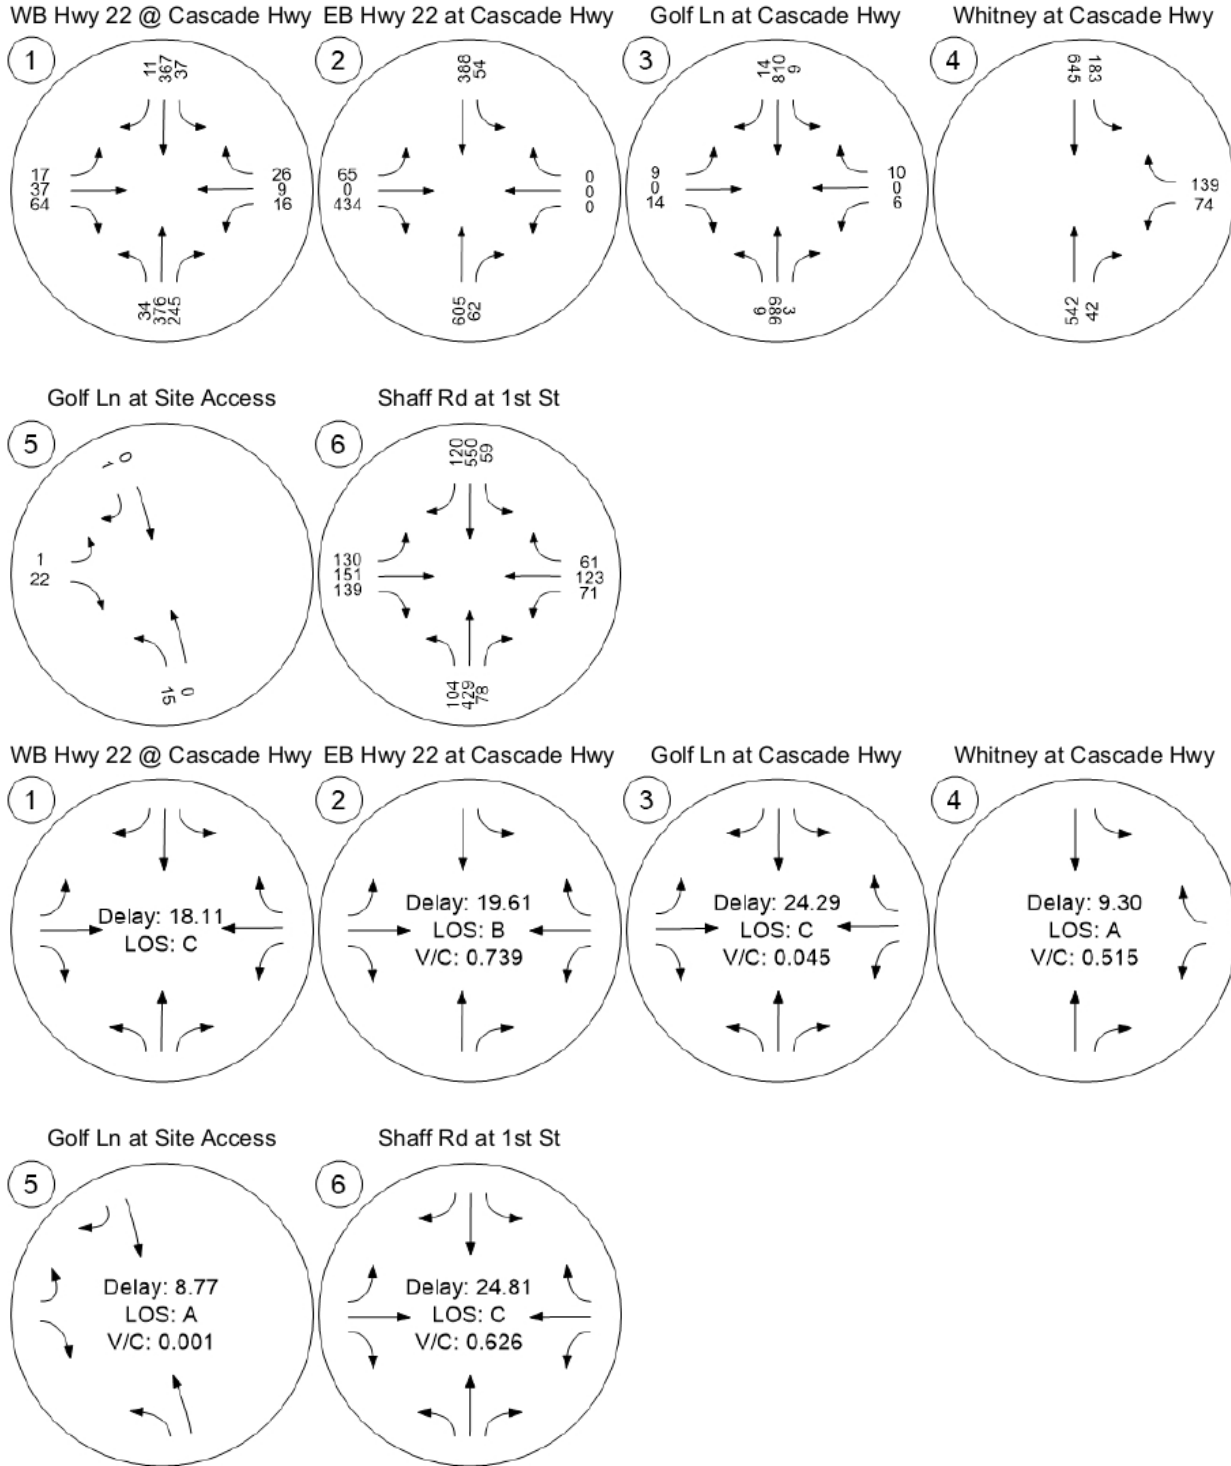 WB Hwy 22 @ Cascade Hwy
EB Hwy 22 at Cascade Hwy
Golf Ln at Cascade Hwy
Whitney at Cascade Hwy
1
11
367
37
17
37
64
26
9
16
34
376
245
2
388
54
65
0
434
0
0
0
605
62
3
14
810
9
9
0
14
10
0
6
9
686
3
4
645
183
139
74
542
42
Golf Ln at Site Access
Shaff Rd at 1st St
5
1
0
1
22
15
0
6
120
550
59
130
151
139
61
123
71
104
429
78
WB Hwy 22 @ Cascade Hwy
EB Hwy 22 at Cascade Hwy
Golf Ln at Cascade Hwy
Whitney at Cascade Hwy
1
Delay: 18.11
LOS: C
2
Delay: 19.61
LOS: B
V/C: 0.739
3
Delay: 24.29
LOS: C
V/C: 0.045
4
Delay: 9.30
LOS: A
V/C: 0.515
Golf Ln at Site Access
Shaff Rd at 1st St
5
Delay: 8.77
LOS: A
V/C: 0.001
6
Delay: 24.81
LOS: C
V/C: 0.626